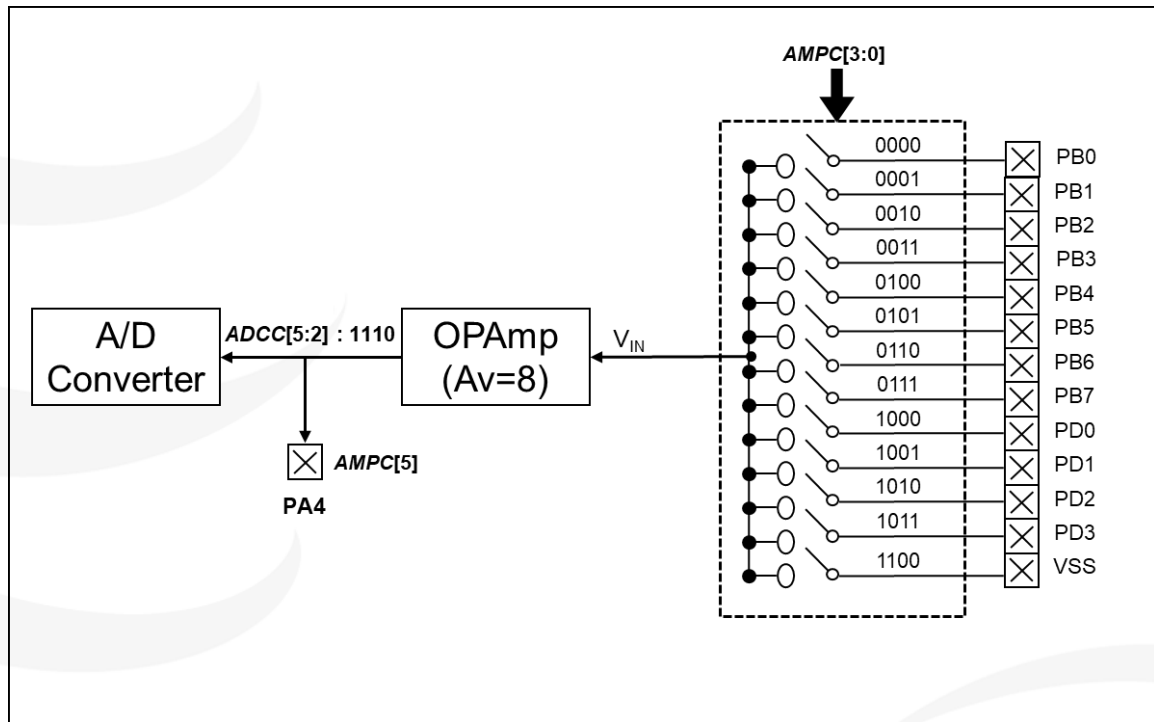 AMPC[3:0]
0000 PB0
0001 PB1
0010 PB2
0011 PB3
0100 PB4
0101 PB5
0110 PB6
0111 PB7
1000 PD0
1001 PD1
1010 PD2
1011 PD3
1100 VSS
A/D
Converter
ADCC[5:2] : 1110
OPAmp
(Av=8)
VIN
AMPC[5]
PA4